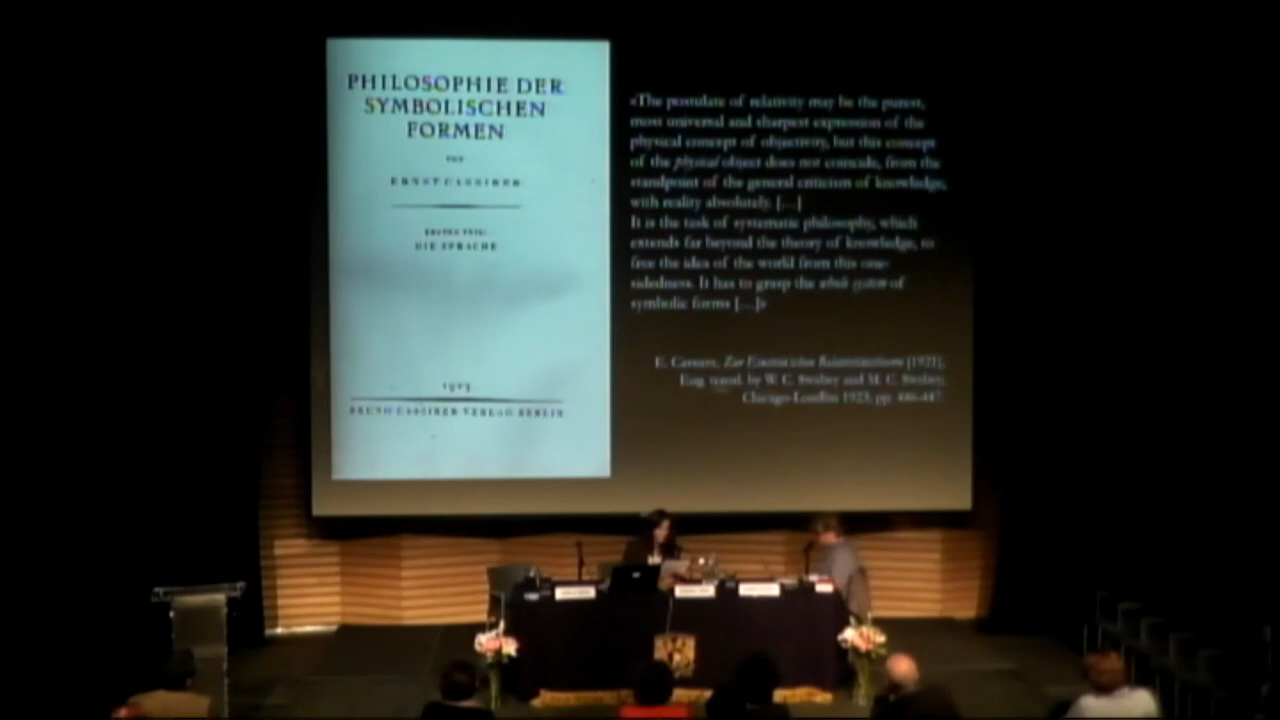 PHILOSOPHIE DER
SYMBOLISCHEN
FORMEN
VON
ERNST CASSIRER
ERSTER TEIL:
DIE SPRACHE
1923
BRUNO CASSIRER VERLAG BERLIN
«The postulate of relativity may be the purest,
most universal and sharpest expression of the
physical concept of objectivity, but this concept
of the physical object does not coincide, from the
standpoint of the general criticism of knowledge,
with reality absolutely. […]
It is the task of systematic philosophy, which
extends far beyond the theory of knowledge, to
free the idea of the world from this one-
sidedness. It has to grasp the whole system of
symbolic forms […]»
E. Cassirer, Zur Einsteinschen Relativitätstheorie [1921],
Eng. transl. by W. C. Swabey and M. C. Swabey,
Chicago-London 1923, pp. 446-447.